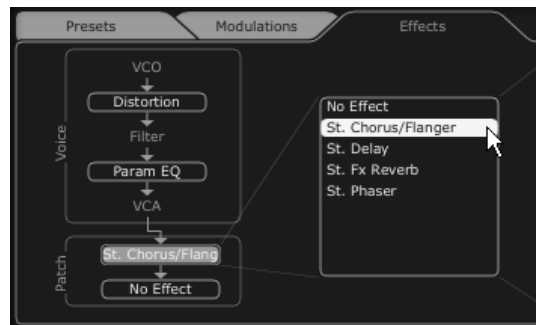 Presets
Modulations
Effects
VCO
Distortion
Filter
Param EQ
VCA
Voice
St. Chorus/Flang
No Effect
Patch
No Effect
St. Chorus/Flanger
St. Delay
St. Fx Reverb
St. Phaser